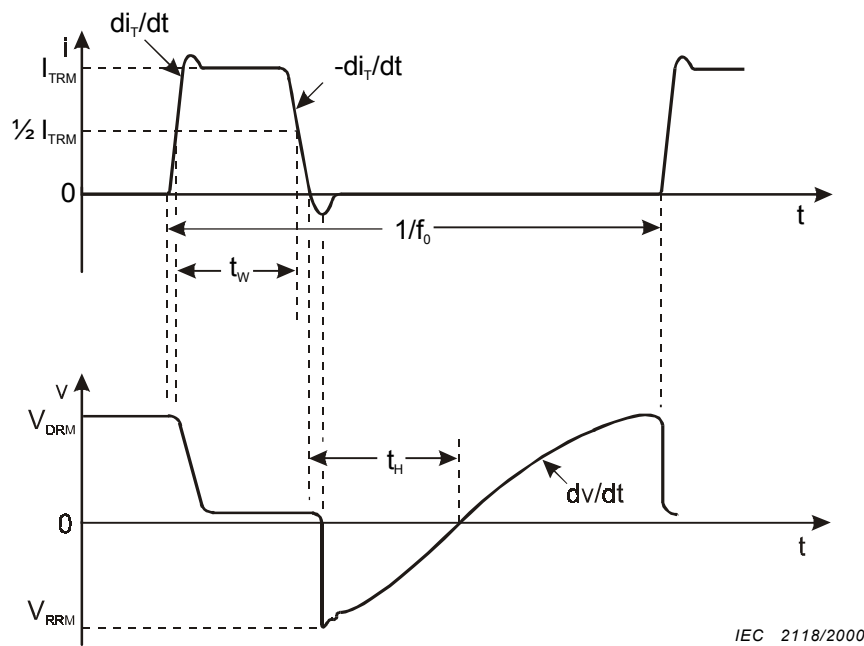 di_T/dt
i
I_TRM
-di_T/dt
½ I_TRM
0
t
1/f_0
t_W
v
V_DRM
t_H
dv/dt
0
t
V_RRM
IEC 2118/2000